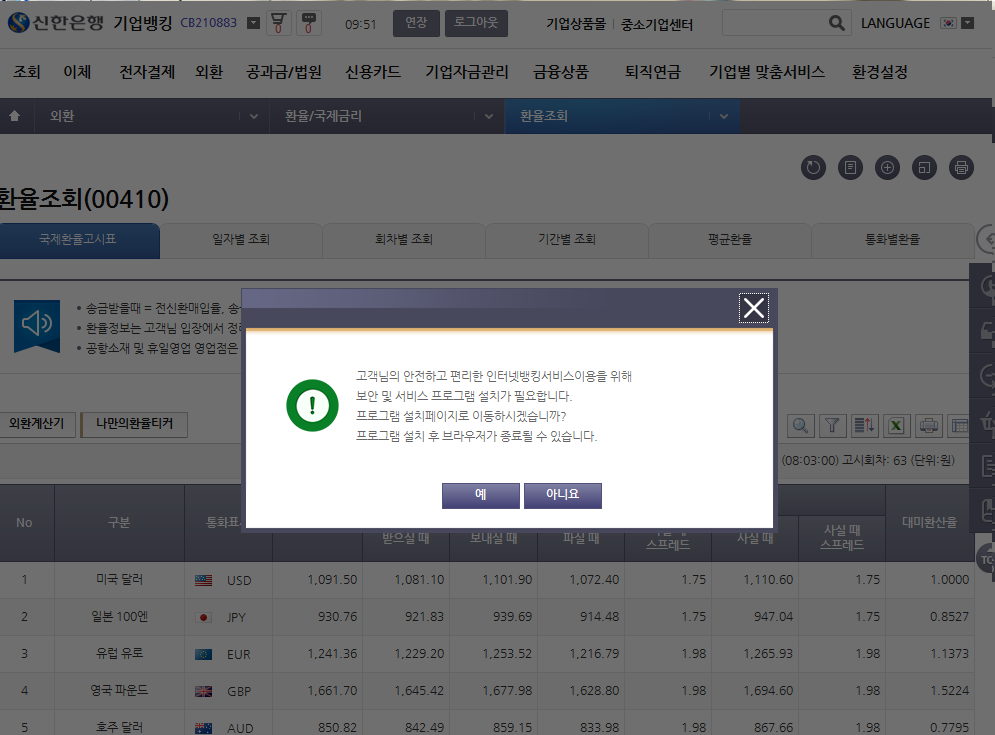 신한은행 기업뱅킹 CB210883 0 0 09:51 연장 로그아웃 기업상품몰 중소기업센터 LANGUAGE
조회 이체 전자결제 외환 공과금/법원 신용카드 기업자금관리 금융상품 퇴직연금 기업별 맞춤서비스 환경설정
외환 환율/국제금리 환율조회
환율조회(00410)
국제환율고시표 일자별 조회 회차별 조회 기간별 조회 평균환율 통화별환율
• 송금받을때 = 전신환매입율,
• 환율정보는 고객님 입장에서
• 공항소재 및 휴일영업 영업점은
고객님의 안전하고 편리한 인터넷뱅킹서비스이용을 위해
보안 및 서비스 프로그램 설치가 필요합니다.
프로그램 설치페이지로 이동하시겠습니까?
프로그램 설치 후 브라우저가 종료될 수 있습니다.
예 아니요
외환계산기 나만의환율티커
(08:03:00) 고시회차: 63 (단위:원)
No 구분 받으실 때 보내실 때 파실 때 스프레드 사실 때 사실 때 스프레드 대미환산율
1 미국 달러 USD 1,091.50 1,081.10 1,101.90 1,072.40 1.75 1,110.60 1.75 1.0000
2 일본 100엔 JPY 930.76 921.83 939.69 914.48 1.75 947.04 1.75 0.8527
3 유럽 유로 EUR 1,241.36 1,229.20 1,253.52 1,216.79 1.98 1,265.93 1.98 1.1373
4 영국 파운드 GBP 1,661.70 1,645.42 1,677.98 1,628.80 1.98 1,694.60 1.98 1.5224
5 호주 달러 AUD 850.82 842.49 859.15 833.98 1.98 867.66 1.98 0.7795